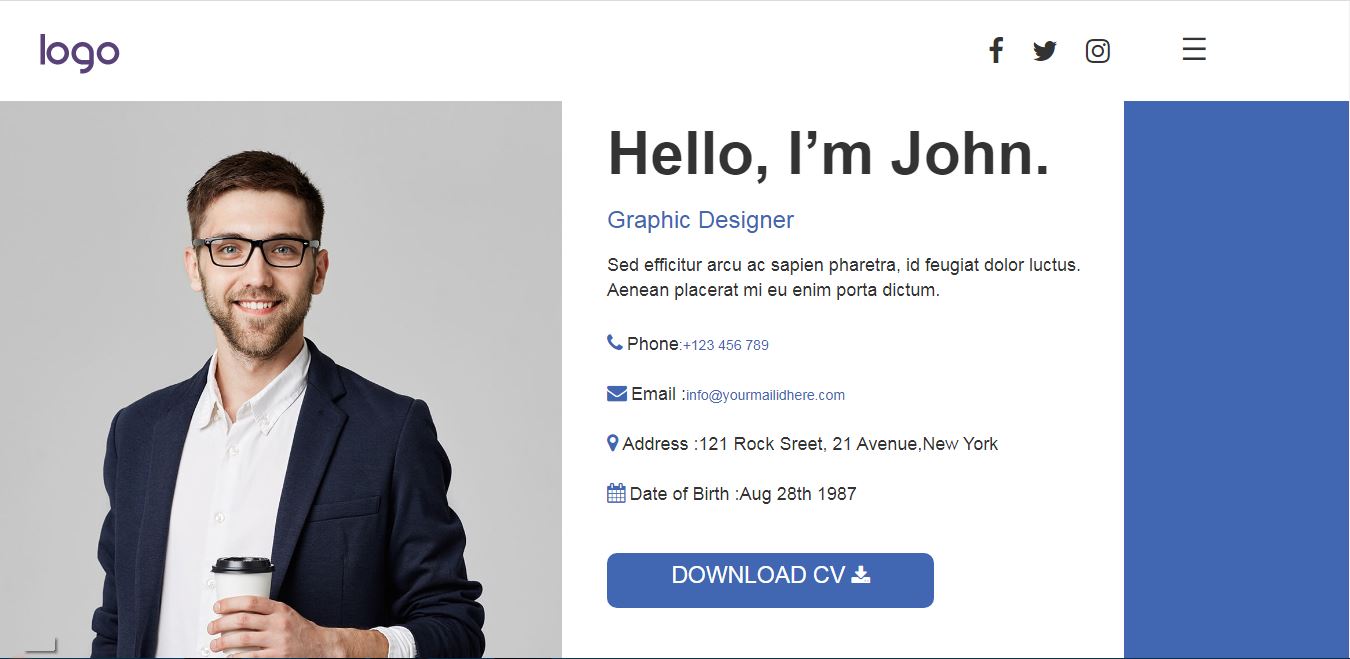 logo
Hello, I’m John.
Graphic Designer
Sed efficitur arcu ac sapien pharetra, id feugiat dolor luctus.
Aenean placerat mi eu enim porta dictum.
Phone:+123 456 789
Email :info@yourmailidhere.com
Address :121 Rock Sreet, 21 Avenue,New York
Date of Birth :Aug 28th 1987
DOWNLOAD CV